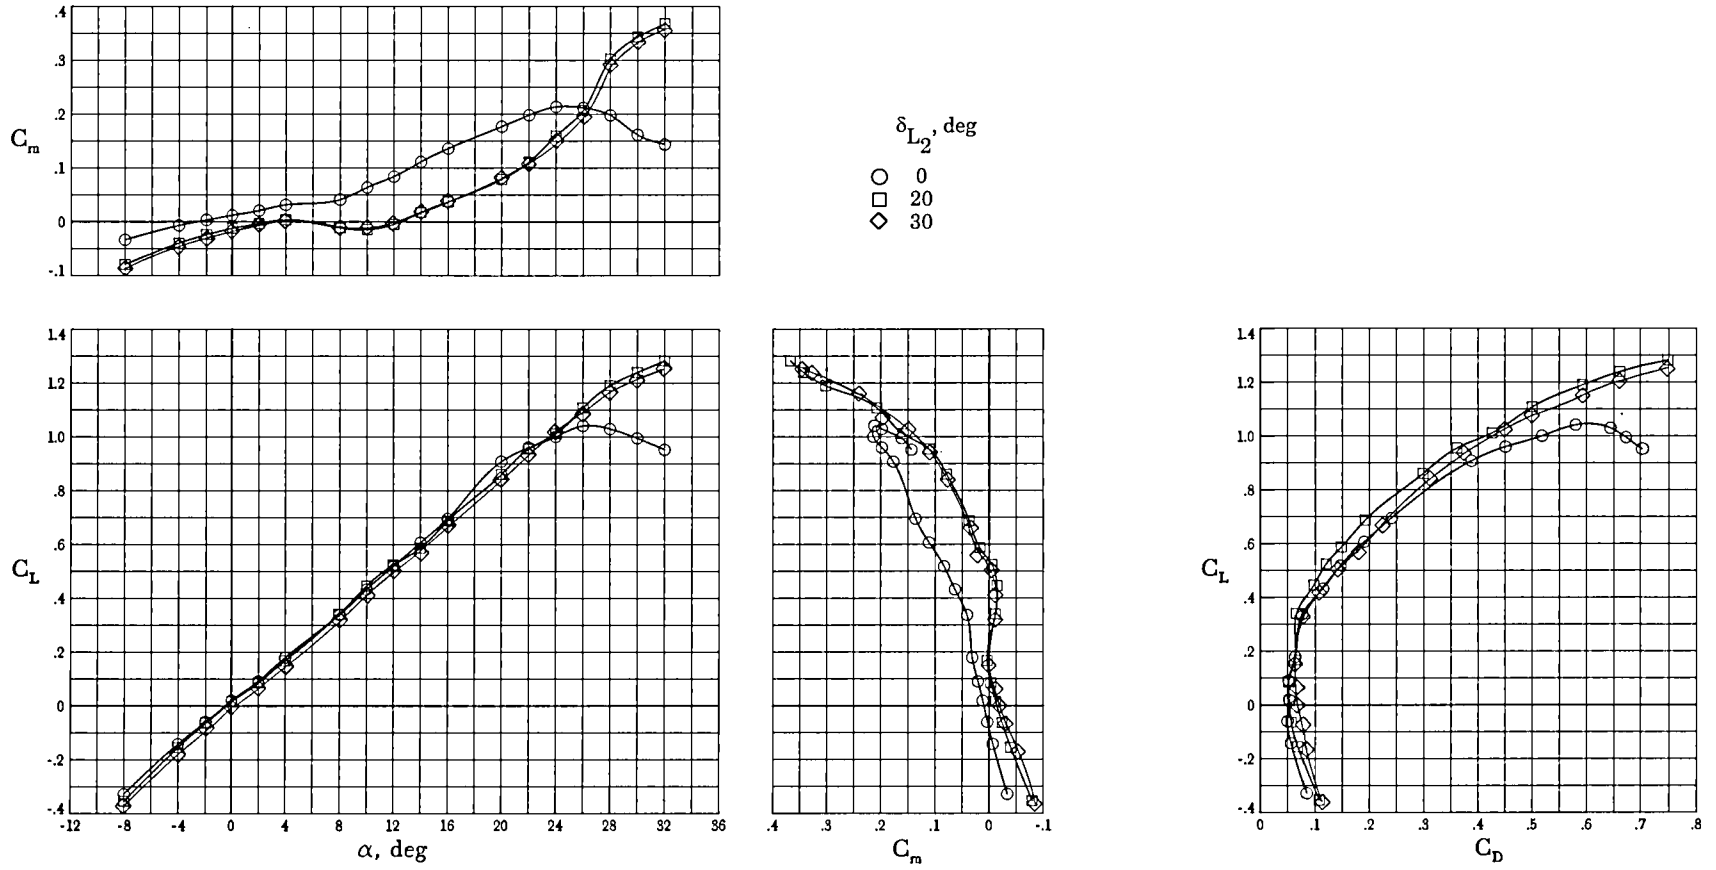 .4
.3
.2
C_m
.1
0
-.1
δ_L2, deg
0
20
30
1.4
1.2
1.0
.8
.6
C_L
.4
.2
0
-.2
-.4
-12 -8 -4 0 4 8 12 16 20 24 28 32 36
α, deg
.4 .3 .2 .1 0 -.1
C_m
1.4
1.2
1.0
.8
.6
C_L
.4
.2
0
-.2
-.4
0 .1 .2 .3 .4 .5 .6 .7 .8
C_D